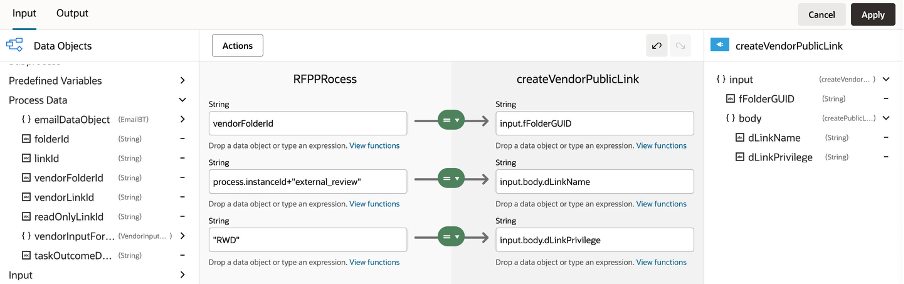 Input Output Cancel Apply
Data Objects
Predefined Variables
Process Data
{ } emailDataObject (EmailBT)
folderId (String)
linkId (String)
vendorFolderId (String)
vendorLinkId (String)
readOnlyLinkId (String)
{ } vendorInputFor... (VendorInput...
taskOutcomeD... (String)
Input
Actions
RFPPRocess createVendorPublicLink
String String
vendorFolderId = input.fFolderGUID
Drop a data object or type an expression. View functions Drop a data object or type an expression. View functions
String String
process.instanceId+"external_review" = input.body.dLinkName
Drop a data object or type an expression. View functions Drop a data object or type an expression. View functions
String String
"RWD" = input.body.dLinkPrivilege
Drop a data object or type an expression. View functions Drop a data object or type an expression. View functions
createVendorPublicLink
{ } input (createVendor... )
fFolderGUID (String)
{ } body (createPublicL... )
dLinkName (String)
dLinkPrivilege (String)